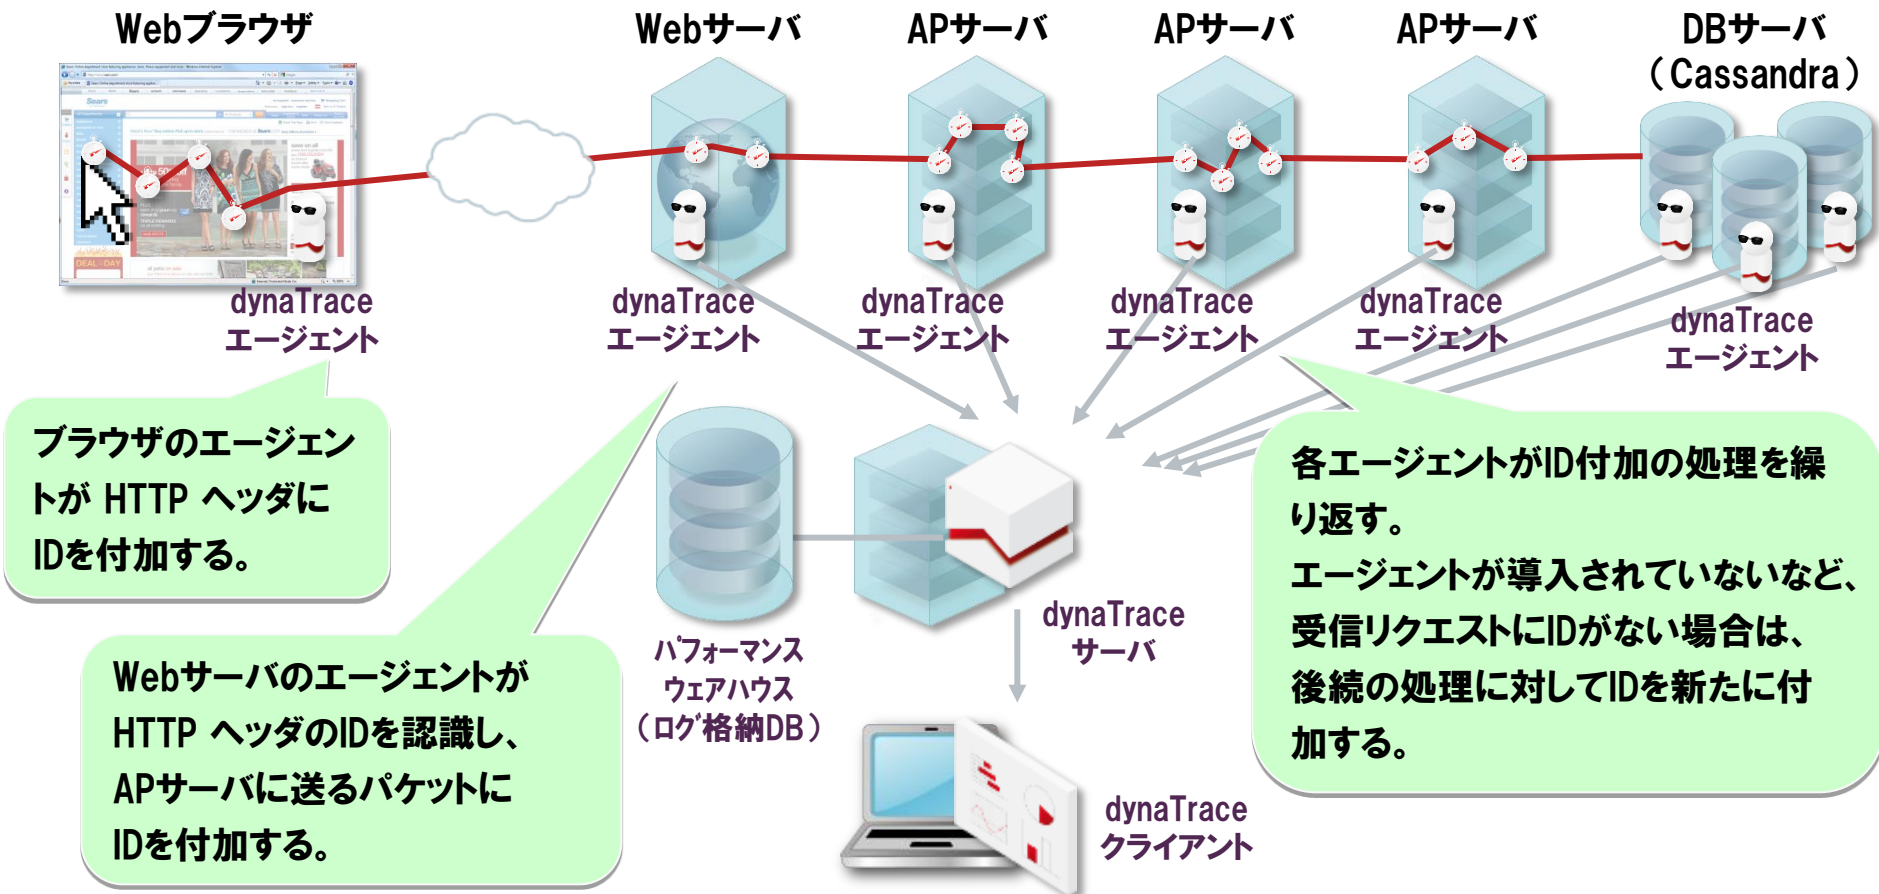 Webブラウザ
Webサーバ
APサーバ
APサーバ
APサーバ
DBサーバ
（Cassandra）
Sears
DEAL - DAY
dynaTrace
エージェント
dynaTrace
エージェント
dynaTrace
エージェント
dynaTrace
エージェント
dynaTrace
エージェント
dynaTrace
エージェント
ブラウザのエージェン
トが HTTP ヘッダに
IDを付加する。
Webサーバのエージェントが
HTTP ヘッダのIDを認識し、
APサーバに送るパケットに
IDを付加する。
各エージェントがID付加の処理を繰
り返す。
エージェントが導入されていないなど、
受信リクエストにIDがない場合は、
後続の処理に対してIDを新たに付
加する。
パフォーマンス
ウェアハウス
（ログ格納DB）
dynaTrace
サーバ
dynaTrace
クライアント